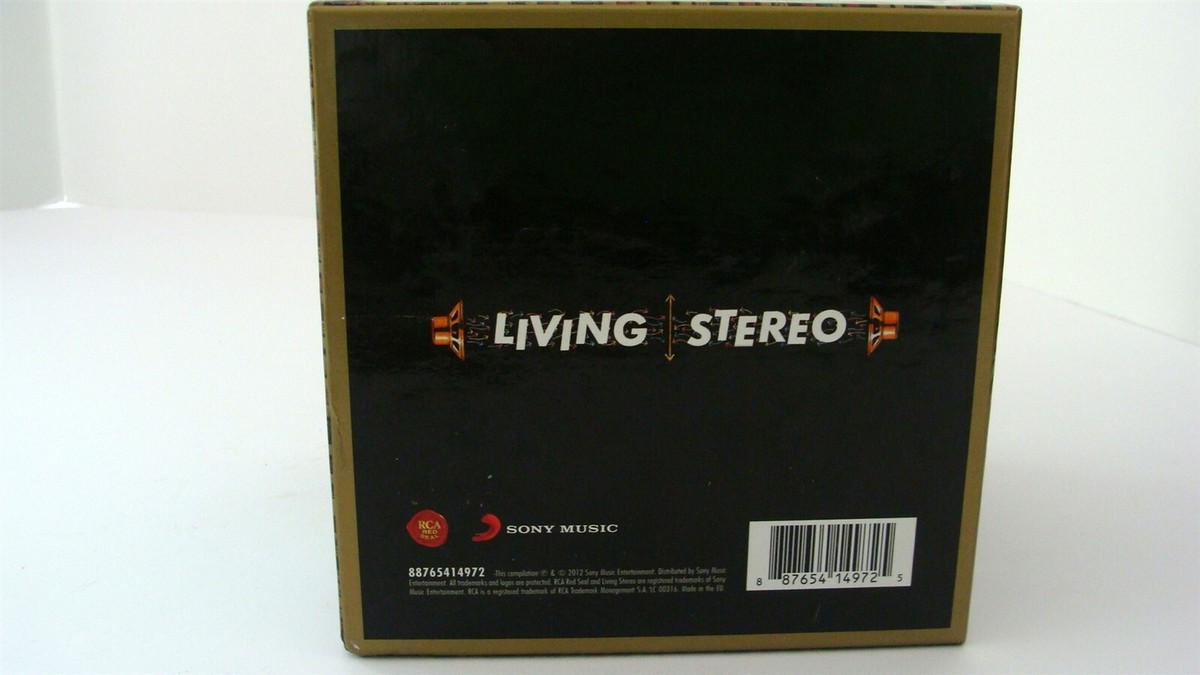 LIVING STEREO
RCA
RED
SEAL
SONY MUSIC
88765414972 This compilation ℗ & © 2012 Sony Music Entertainment. Distributed by Sony Music
Entertainment. All trademarks and logos are protected. RCA Red Seal and Living Stereo are registered trademarks of Sony
Music Entertainment. RCA is a registered trademark of RCA Trademark Management S.A. LC 00316. Made in the EU.
8 87654 14972 5